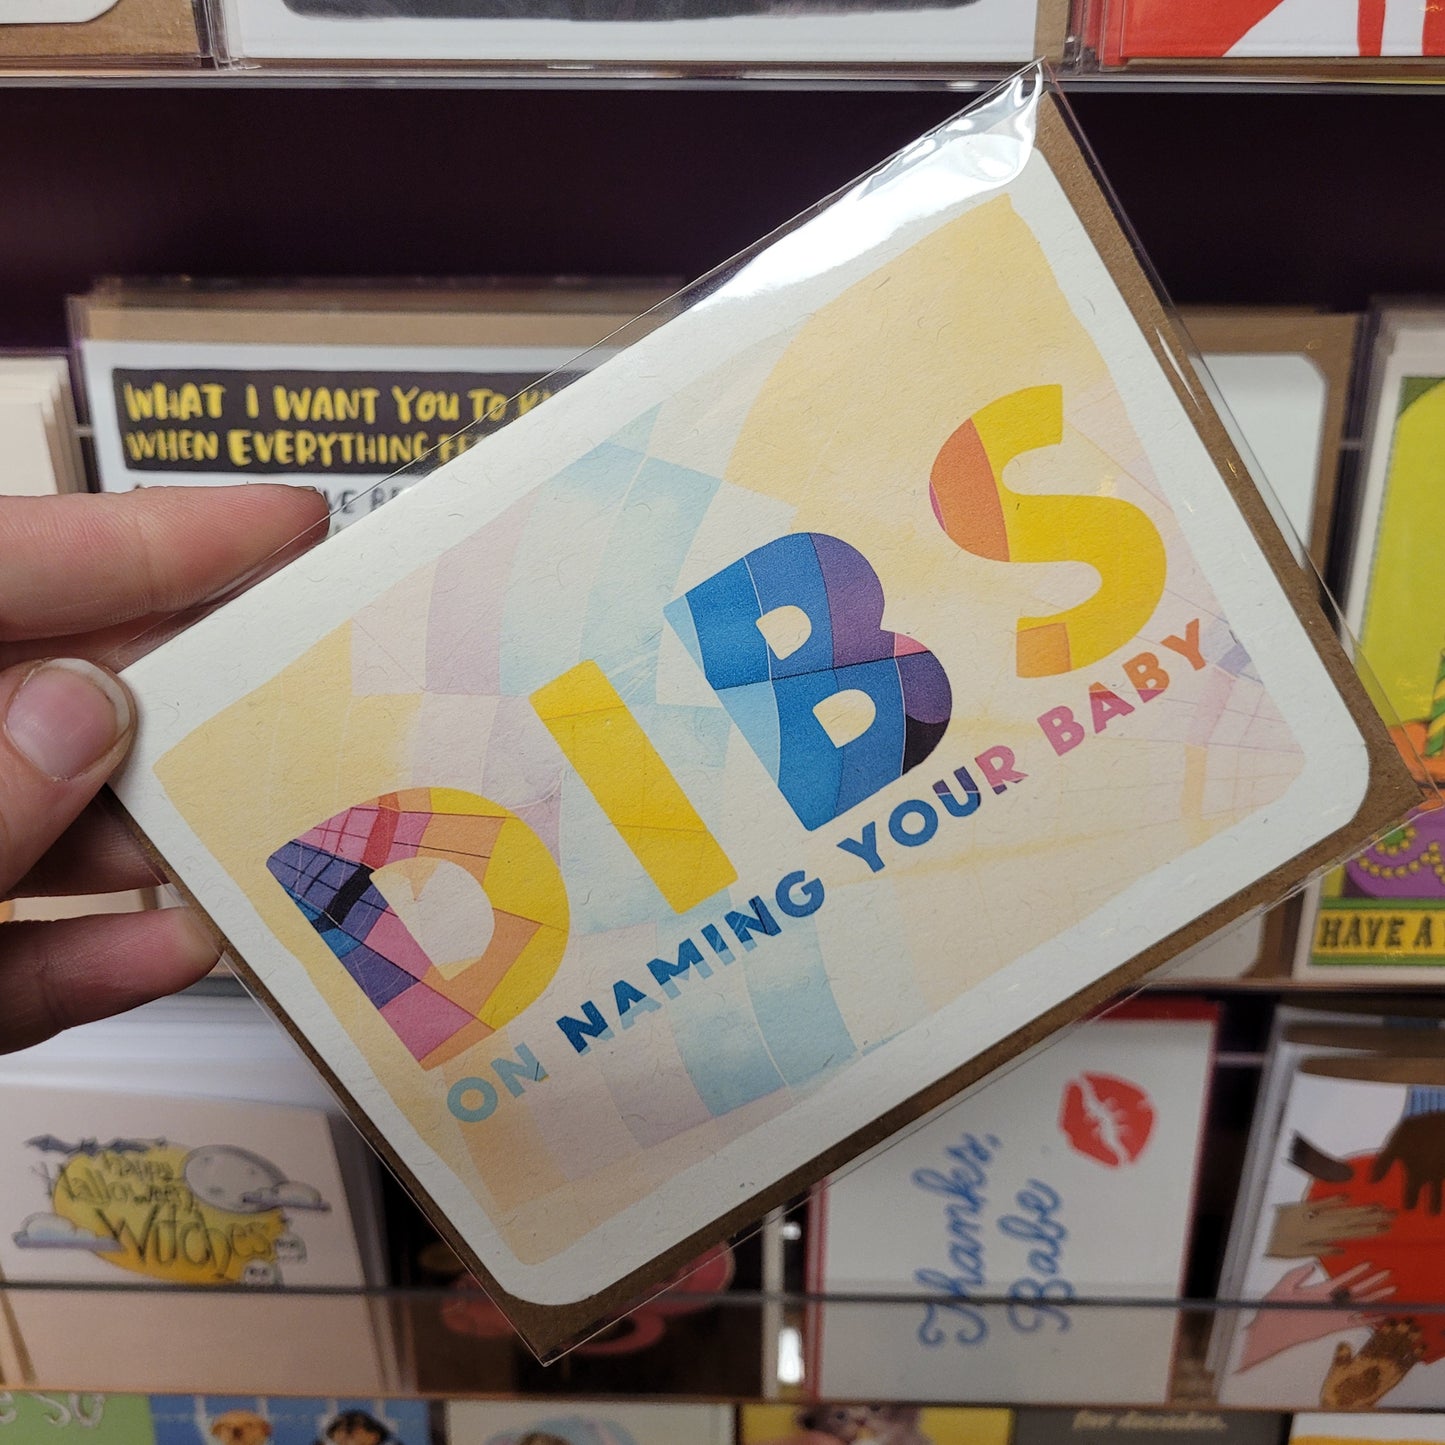 WHAT I WANT YOU TO
WHEN EVERYTHING
DIBS
ON NAMING YOUR BABY
HAVE A
Happy
Halloween
Witches
Thanks,
Babe